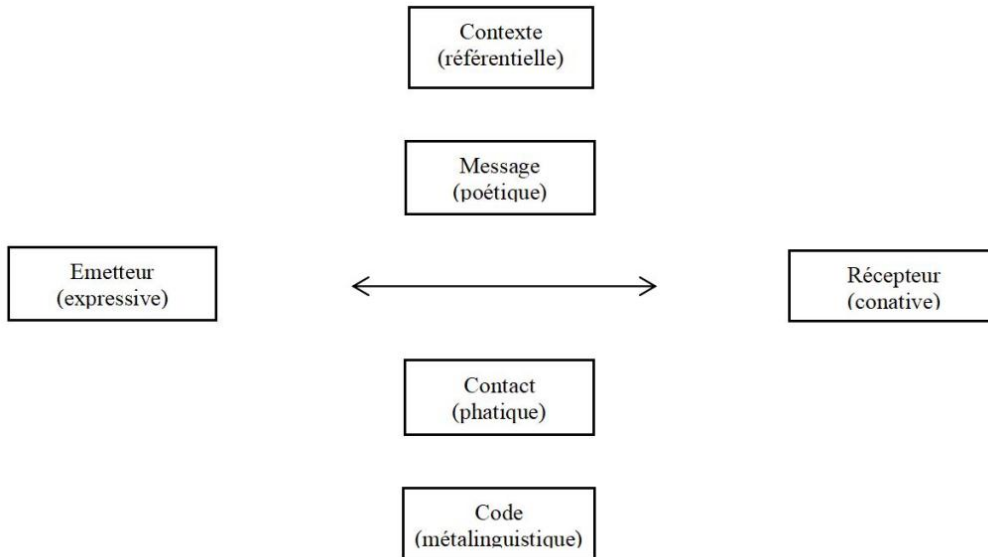 Contexte
(référentielle)
Message
(poétique)
Emetteur
(expressive)
Récepteur
(conative)
Contact
(phatique)
Code
(métalinguistique)